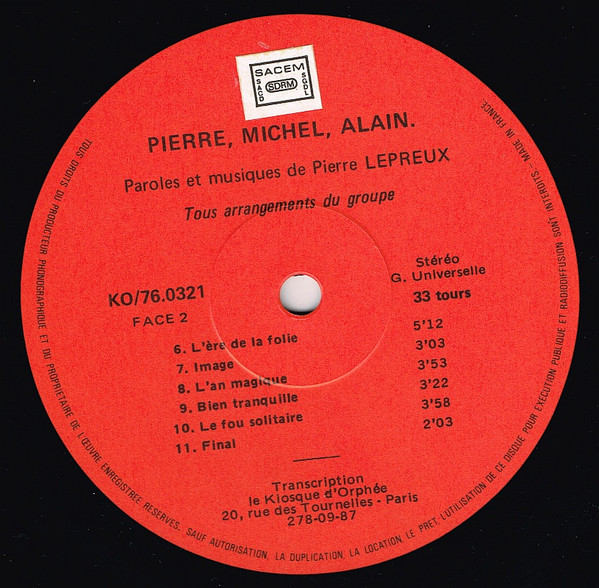 SACEM
SACD
SDRM
SGDL
PIERRE, MICHEL, ALAIN.
Paroles et musiques de Pierre LEPREUX
Tous arrangements du groupe
Stéréo
G. Universelle
KO/76.0321
33 tours
FACE 2
6. L'ère de la folie 5'12
7. Image 3'03
8. L'an magique 3'53
9. Bien tranquille 3'22
10. Le fou solitaire 3'58
11. Final 2'03
Transcription
le Kiosque d'Orphée
20, rue des Tournelles - Paris
278-09-87
TOUS DROITS DU PRODUCTEUR PHONOGRAPHIQUE ET DU PROPRIETAIRE DE L'ŒUVRE ENREGISTREE RESERVES. SAUF AUTORISATION, LA DUPLICATION, LA LOCATION, LE PRET, L'UTILISATION DE CE DISQUE POUR EXECUTION PUBLIQUE ET RADIODIFFUSION SONT INTERDITS - MADE IN FRANCE